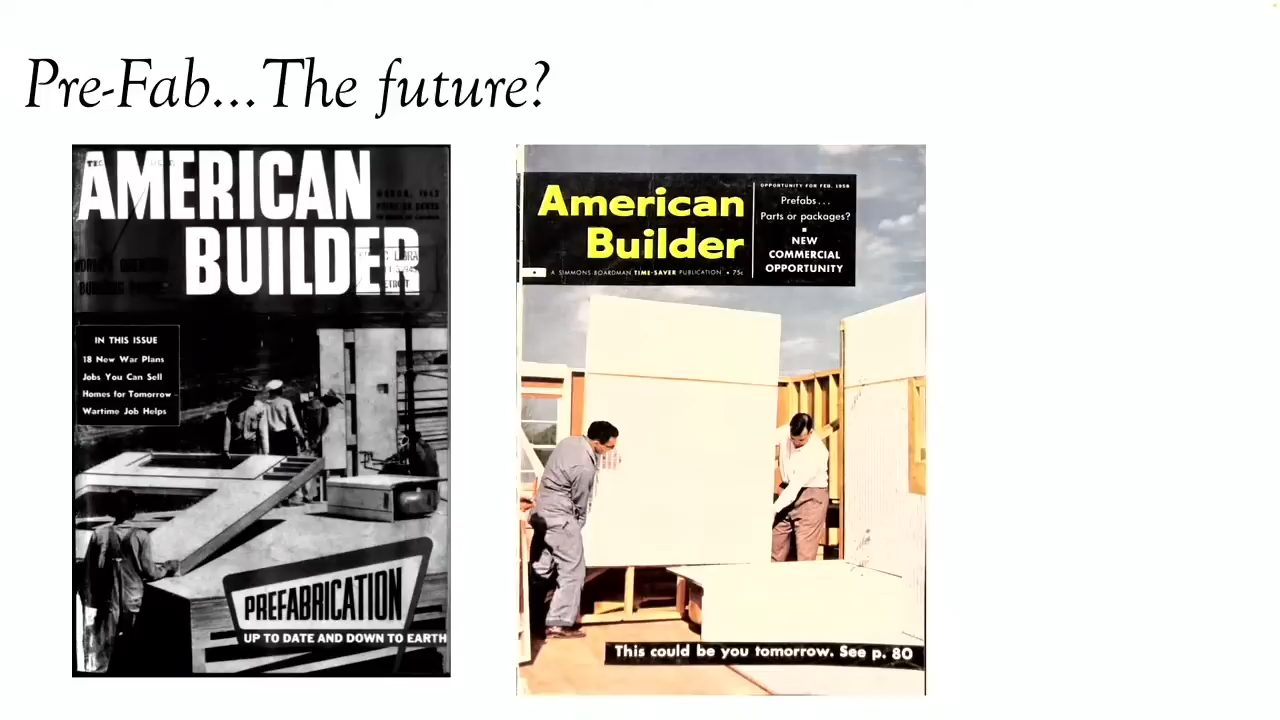 Pre-Fab...The future?
AMERICAN
BUILDER
IN THIS ISSUE
18 New War Plans
Jobs You Can Sell
Homes for Tomorrow
Wartime Job Helps
PREFABRICATION
UP TO DATE AND DOWN TO EARTH
American
Builder
A SIMMONS-BOARDMAN TIME-SAVER PUBLICATION • 75c
OPPORTUNITY FOR FEB. 1958
Prefabs...
Parts or packages?
NEW
COMMERCIAL
OPPORTUNITY
This could be you tomorrow. See p. 80